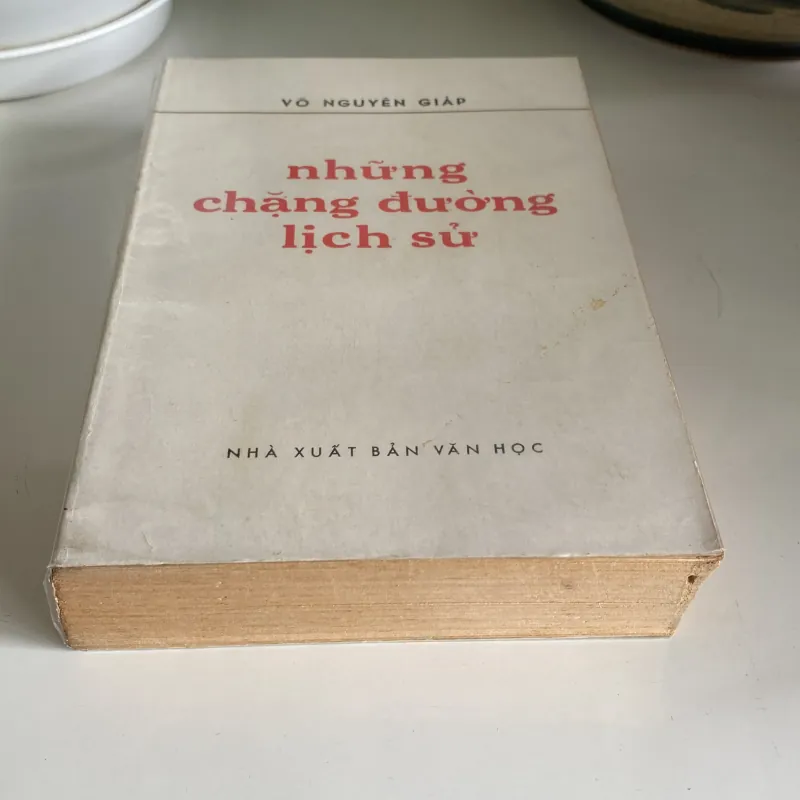 VÕ NGUYÊN GIÁP
những
chặng đường
lịch sử
NHÀ XUẤT BẢN VĂN HỌC